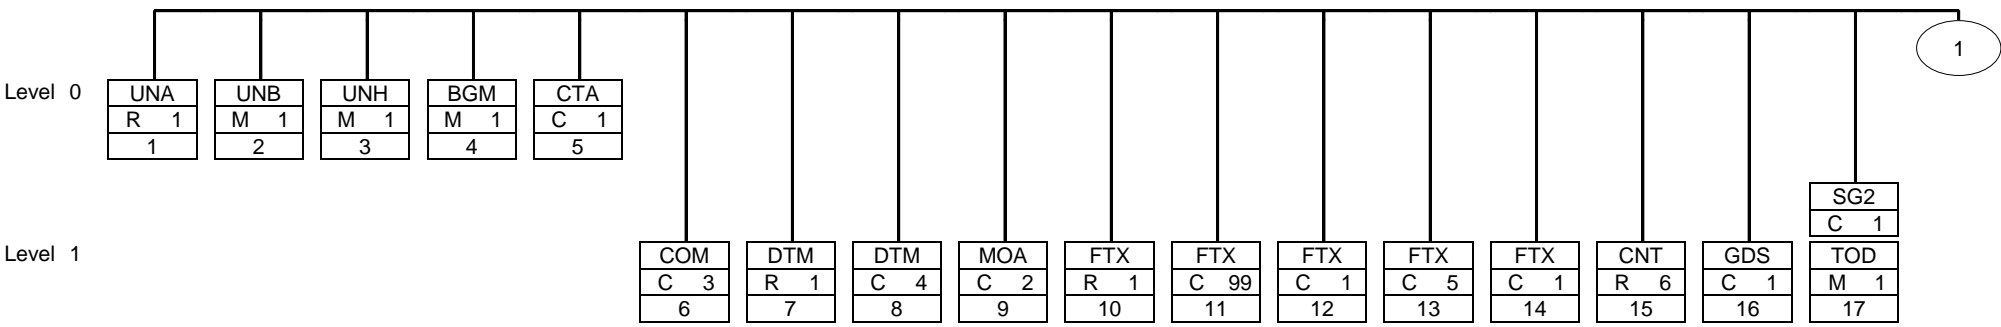 1
Level 0
UNA UNB UNH BGM CTA
R 1 M 1 M 1 M 1 C 1
1 2 3 4 5
SG2
C 1
Level 1
COM DTM DTM MOA FTX FTX FTX FTX FTX CNT GDS TOD
C 3 R 1 C 4 C 2 R 1 C 99 C 1 C 5 C 1 R 6 C 1 M 1
6 7 8 9 10 11 12 13 14 15 16 17